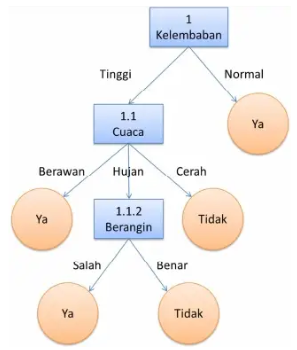 1
Kelembaban
Tinggi
Normal
1.1
Cuaca
Ya
Berawan
Hujan
Cerah
Ya
1.1.2
Berangin
Tidak
Salah
Benar
Ya
Tidak